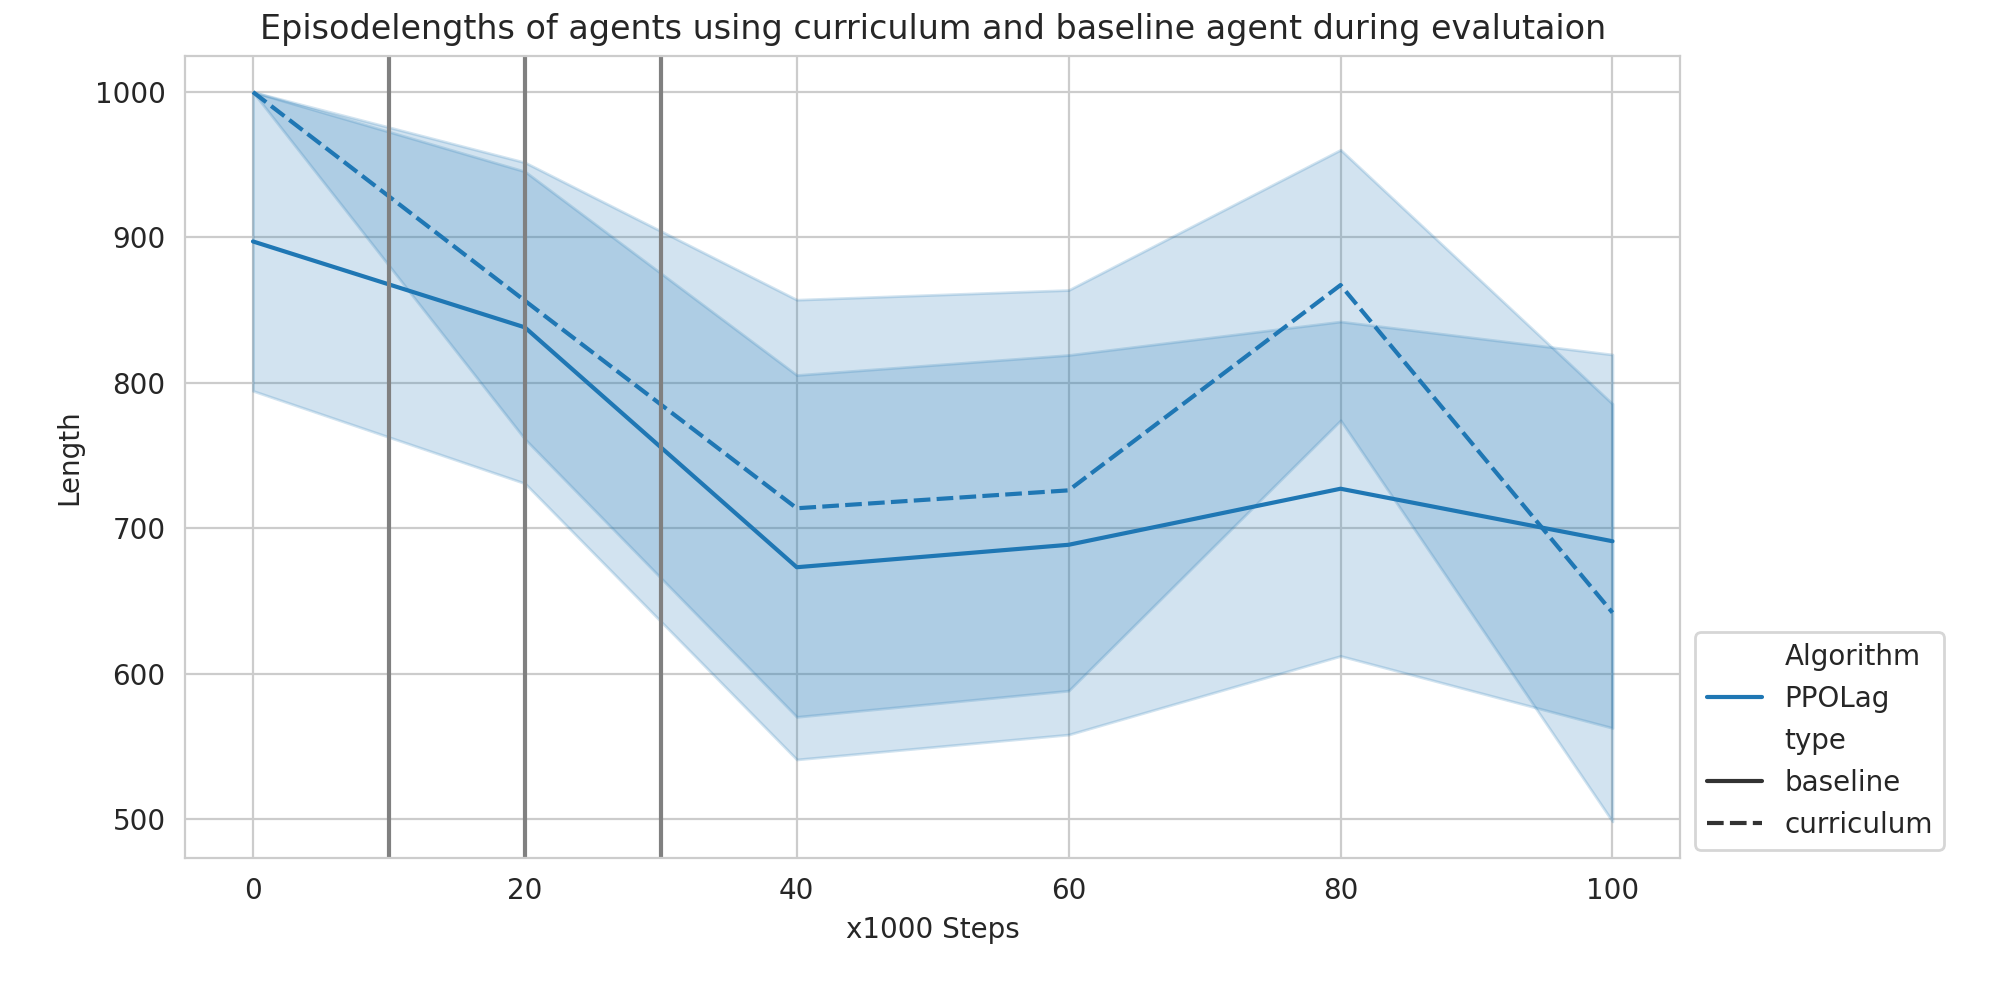 Episodelengths of agents using curriculum and baseline agent during evalutaion
1000
900
800
700
600
500
Length
0 20 40 60 80 100
x1000 Steps
Algorithm
PPOLag
type
baseline
curriculum